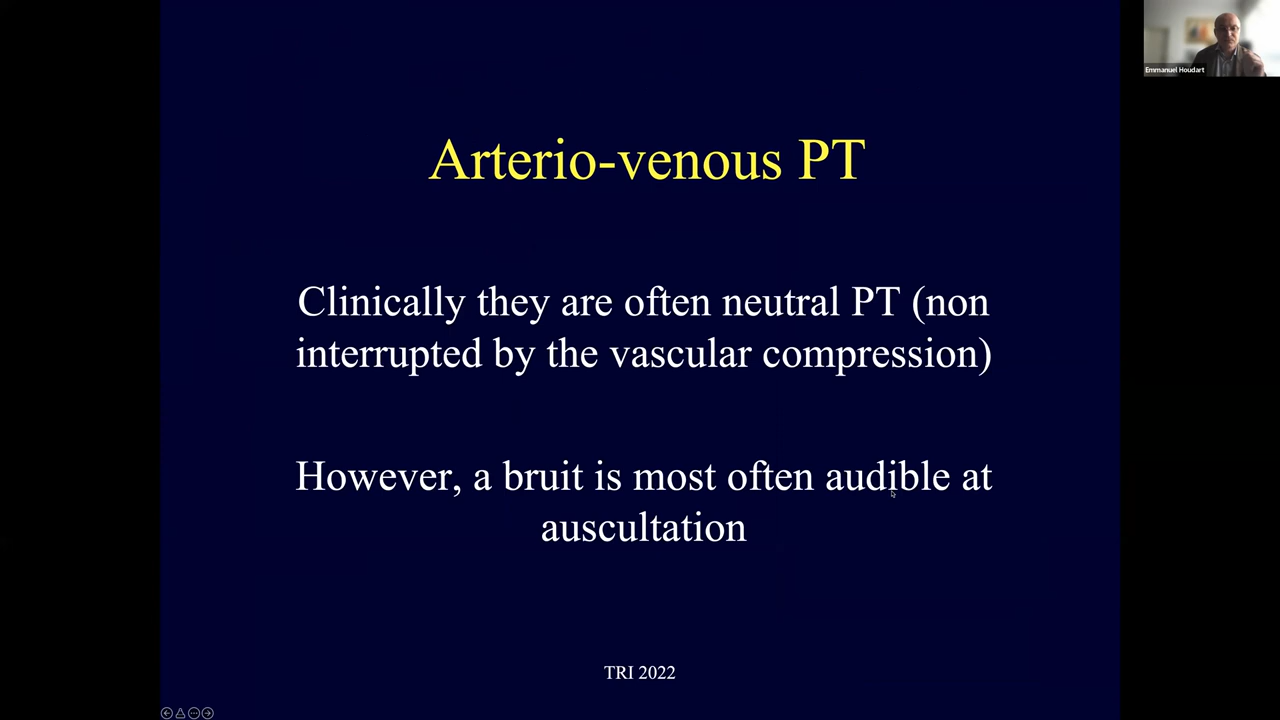 Emmanuel Houdart
Arterio-venous PT
Clinically they are often neutral PT (non
interrupted by the vascular compression)
However, a bruit is most often audible at
auscultation
TRI 2022